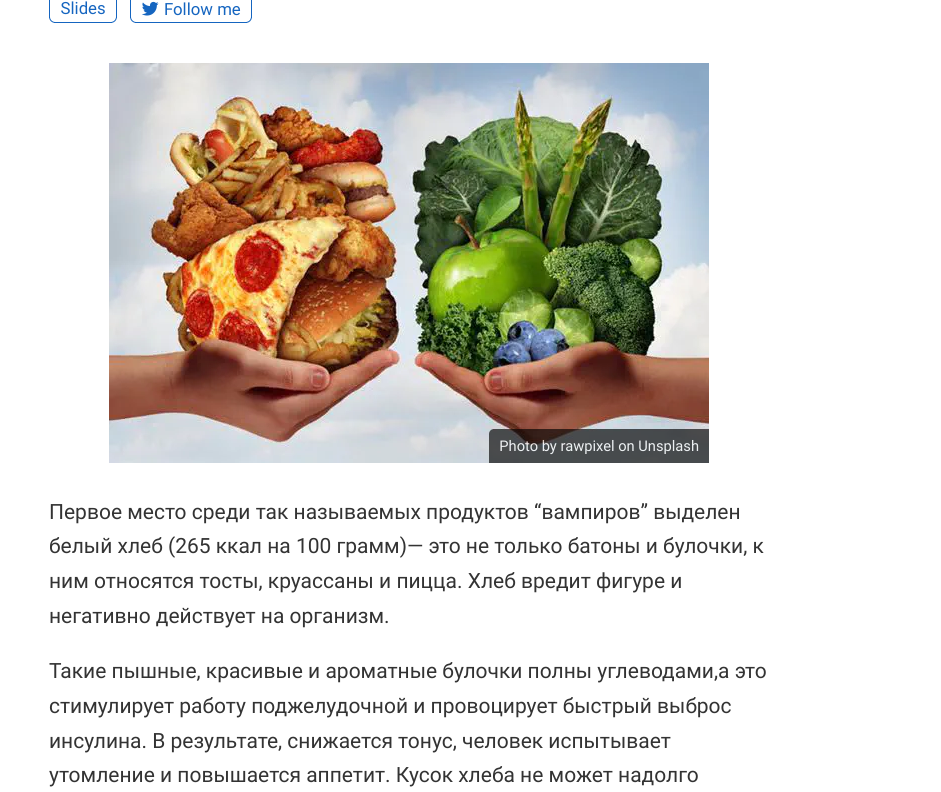 Slides
Follow me
Photo by rawpixel on Unsplash
Первое место среди так называемых продуктов “вампиров” выделен
белый хлеб (265 ккал на 100 грамм)— это не только батоны и булочки, к
ним относятся тосты, круассаны и пицца. Хлеб вредит фигуре и
негативно действует на организм.
Такие пышные, красивые и ароматные булочки полны углеводами,а это
стимулирует работу поджелудочной и провоцирует быстрый выброс
инсулина. В результате, снижается тонус, человек испытывает
утомление и повышается аппетит. Кусок хлеба не может надолго